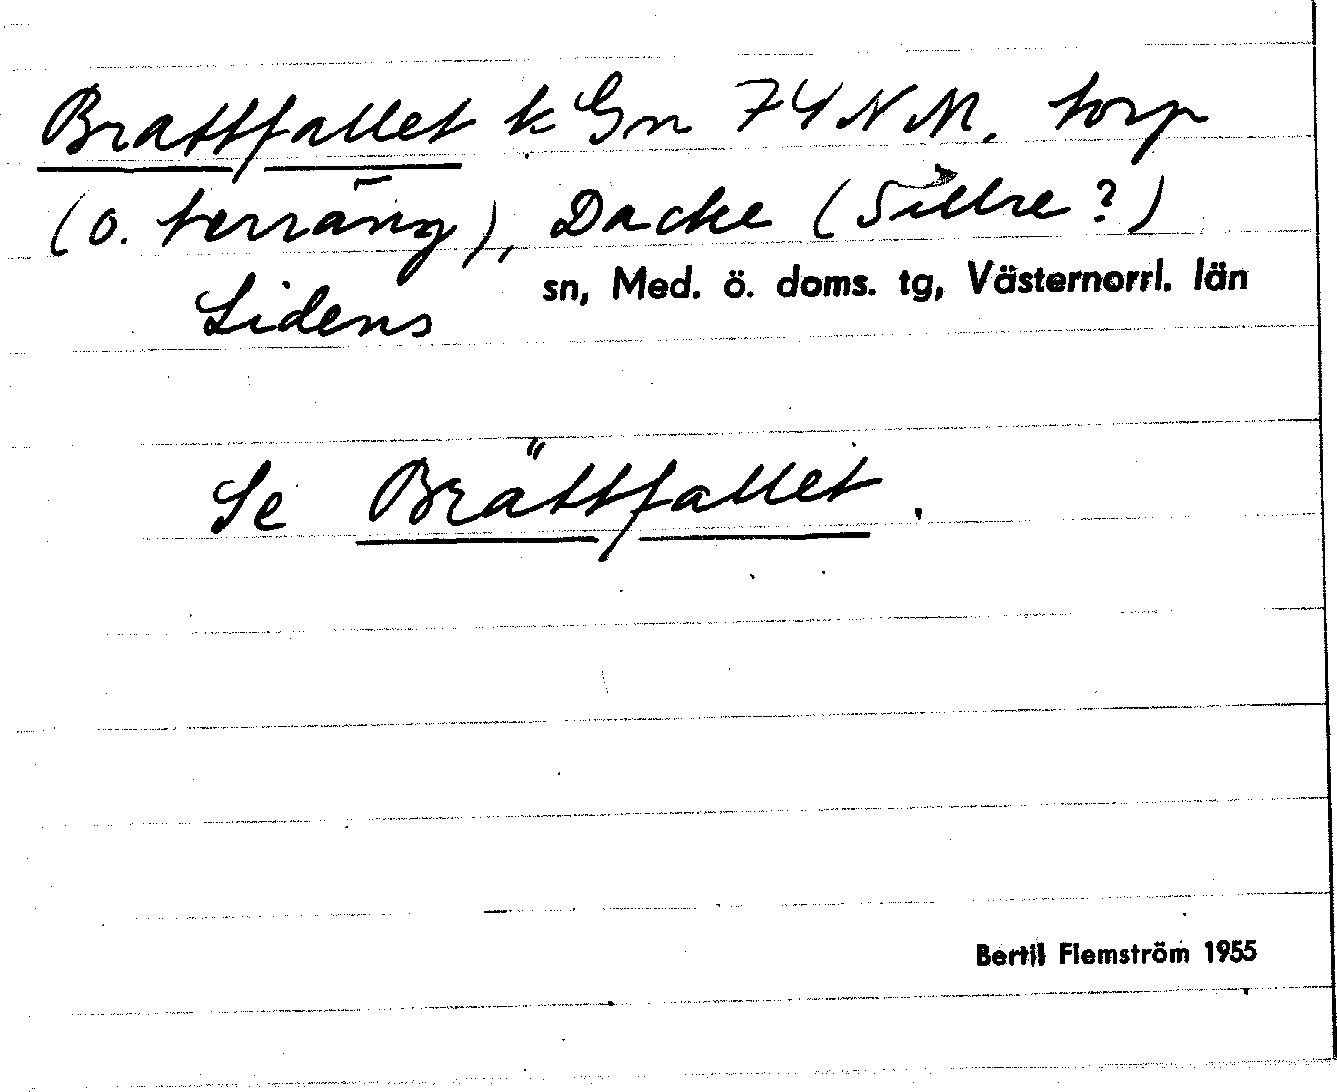 Brattfallet k Gm 74 NM. torp
(o. terräng), Dacke (Sillre?)
Lidens sn, Med. ö. doms. tg, Västernorrl. län
Se Brättfallet.
Bertil Flemström 1955